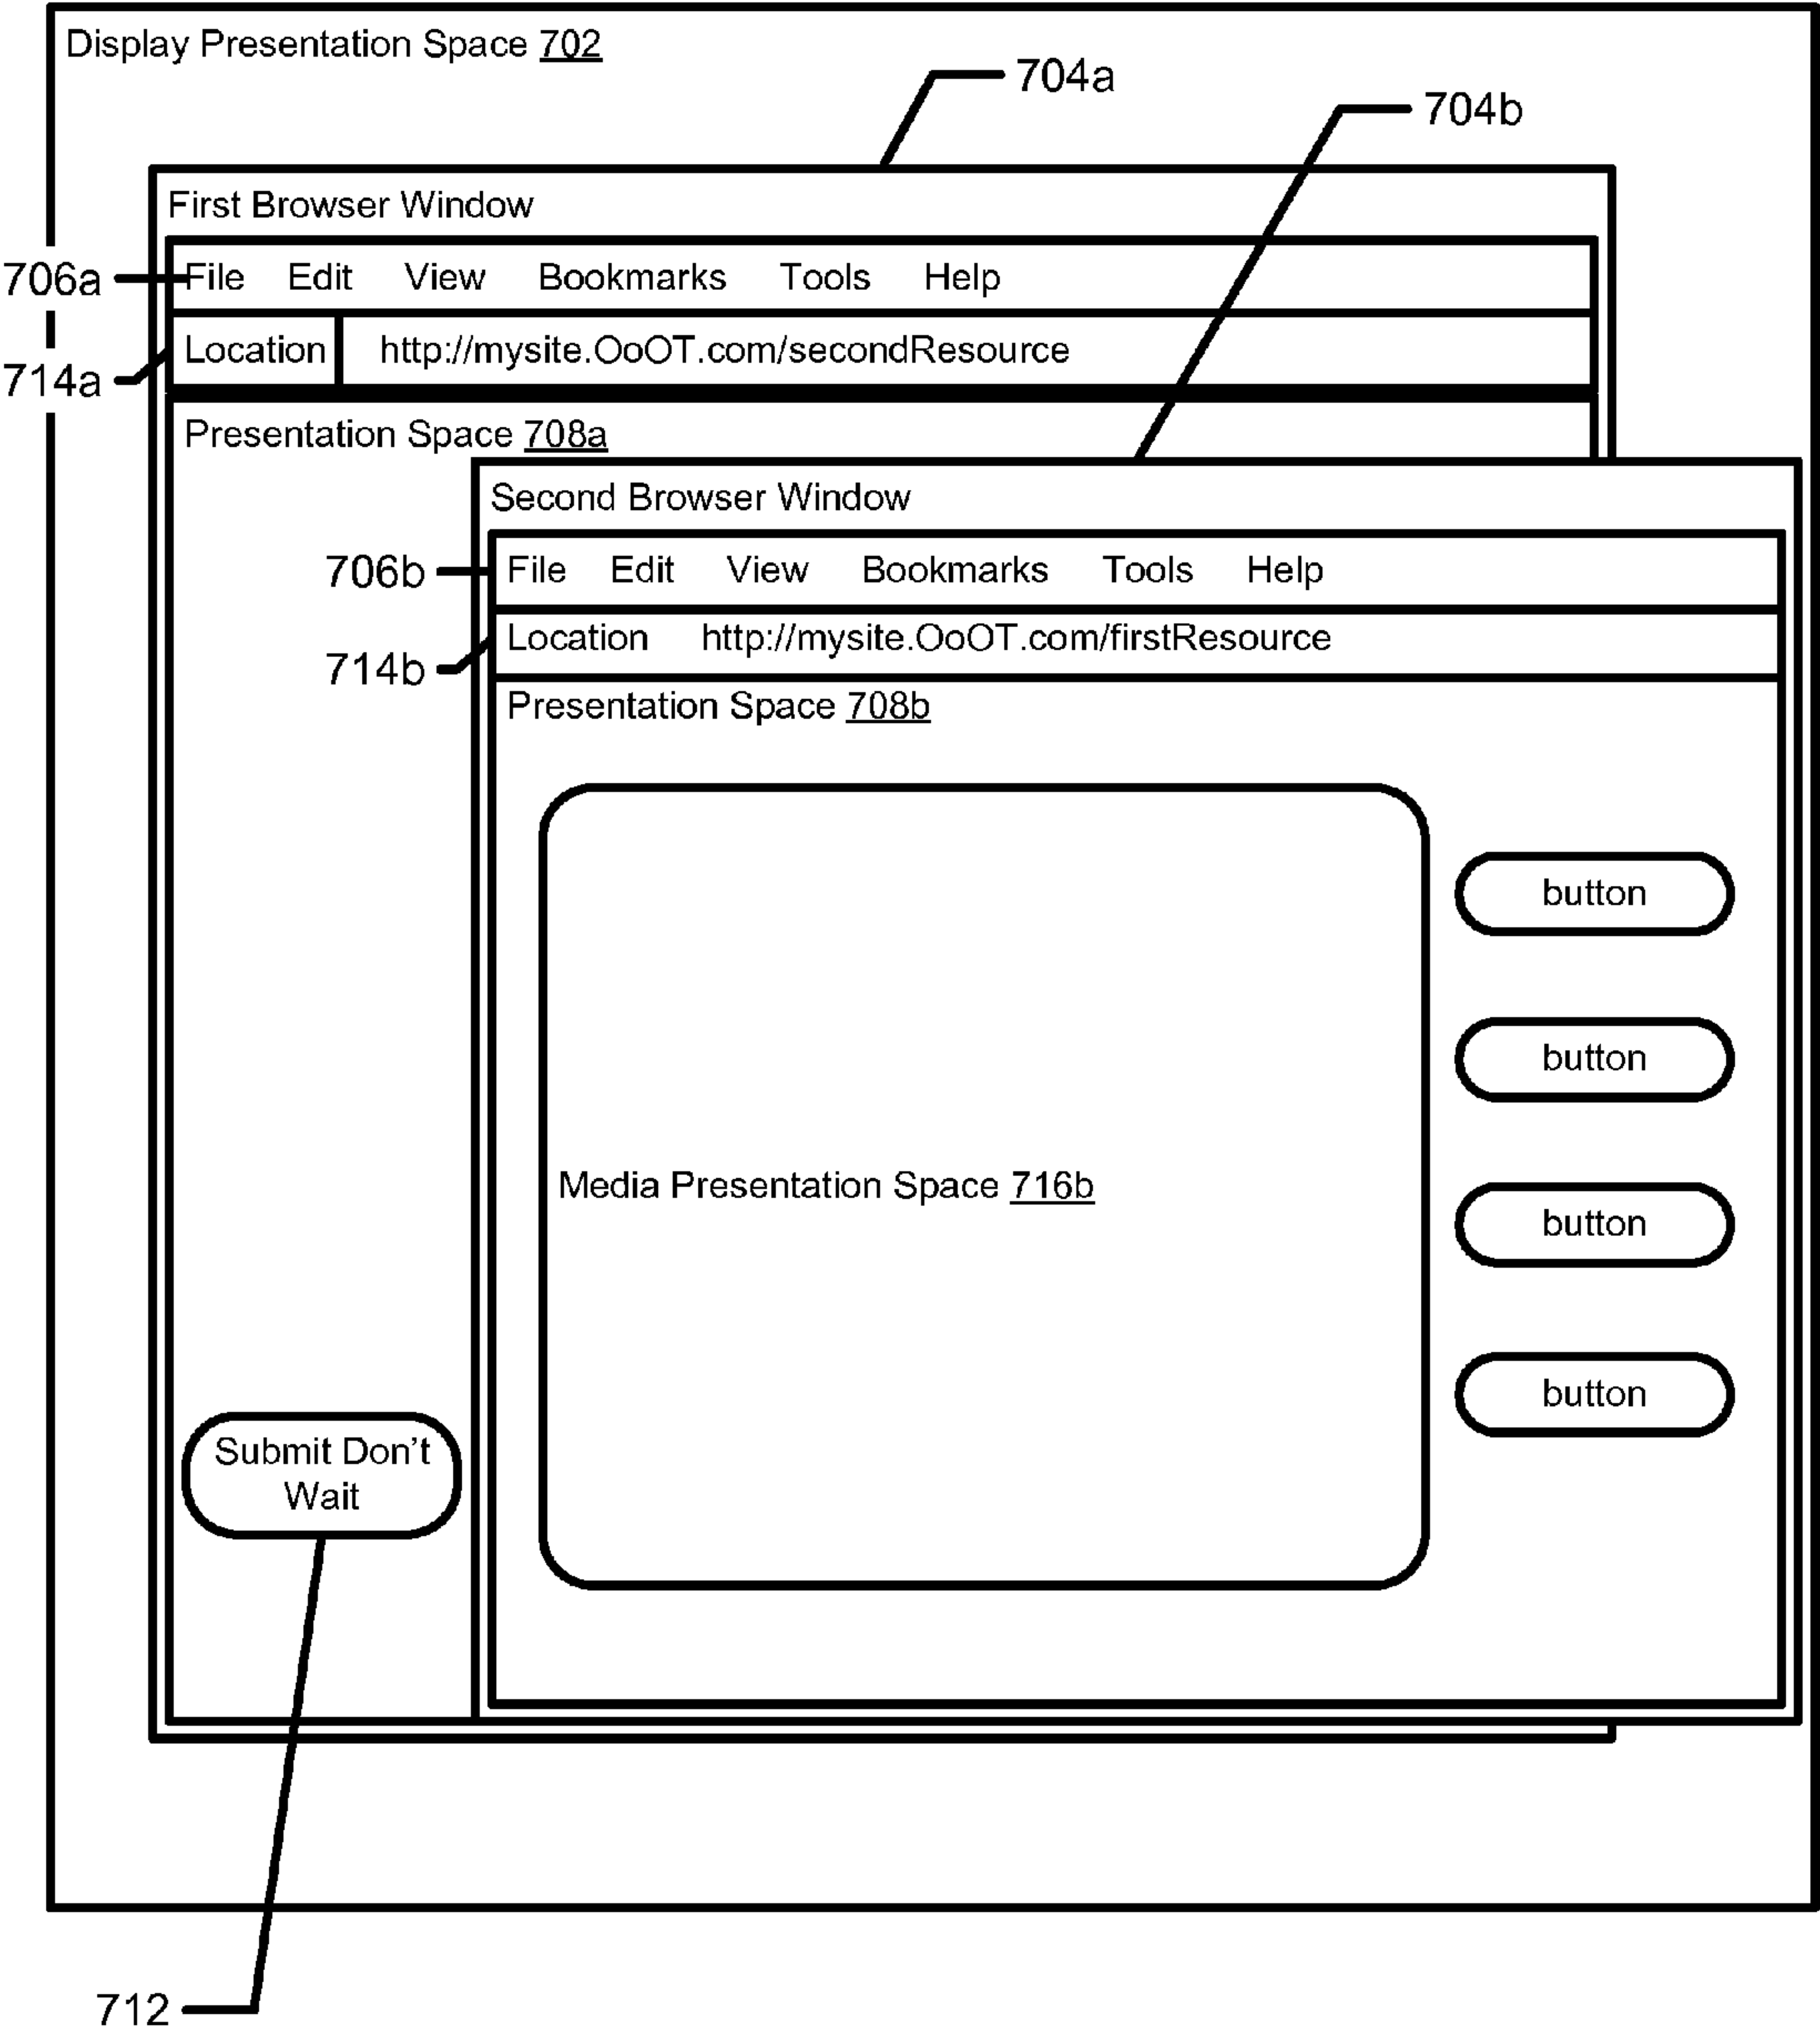 Display Presentation Space 702
704a
704b
First Browser Window
706a
File Edit View Bookmarks Tools Help
714a
Location http://mysite.OoOT.com/secondResource
Presentation Space 708a
Second Browser Window
706b
File Edit View Bookmarks Tools Help
714b
Location http://mysite.OoOT.com/firstResource
Presentation Space 708b
button
button
Media Presentation Space 716b
button
button
Submit Don't
Wait
712